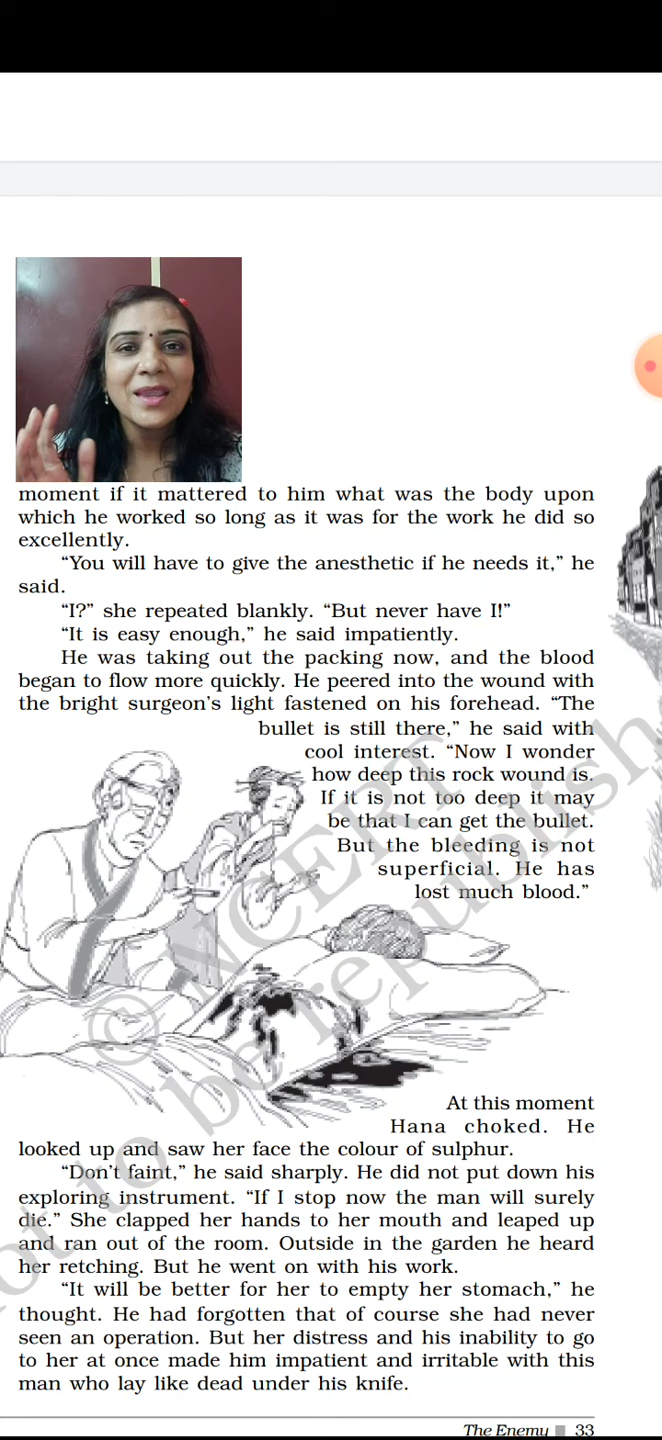 moment if it mattered to him what was the body upon
which he worked so long as it was for the work he did so
excellently.
“You will have to give the anesthetic if he needs it,” he
said.
“I?” she repeated blankly. “But never have I!”
“It is easy enough,” he said impatiently.
He was taking out the packing now, and the blood
began to flow more quickly. He peered into the wound with
the bright surgeon’s light fastened on his forehead. “The
bullet is still there,” he said with
cool interest. “Now I wonder
how deep this rock wound is.
If it is not too deep it may
be that I can get the bullet.
But the bleeding is not
superficial. He has
lost much blood.”
© NCERT
not to be republish
At this moment
Hana choked. He
looked up and saw her face the colour of sulphur.
“Don’t faint,” he said sharply. He did not put down his
exploring instrument. “If I stop now the man will surely
die.” She clapped her hands to her mouth and leaped up
and ran out of the room. Outside in the garden he heard
her retching. But he went on with his work.
“It will be better for her to empty her stomach,” he
thought. He had forgotten that of course she had never
seen an operation. But her distress and his inability to go
to her at once made him impatient and irritable with this
man who lay like dead under his knife.
The Enemy 33